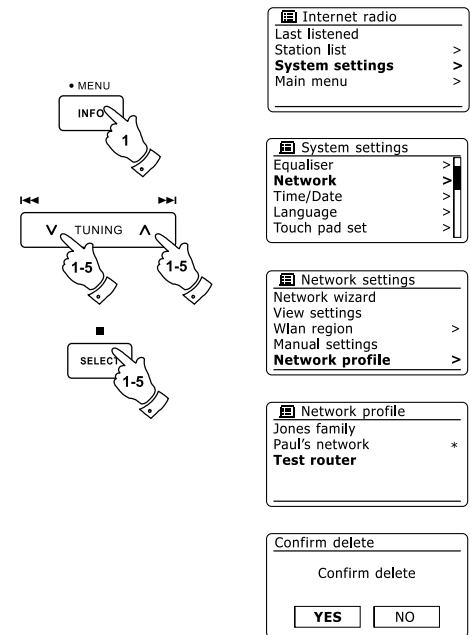 • MENU
INFO
1
TUNING
1-5
1-5
SELECT
1-5
Internet radio
Last listened
Station list >
System settings >
Main menu >
System settings
Equaliser >
Network >
Time/Date >
Language >
Touch pad set >
Network settings
Network wizard
View settings
Wlan region >
Manual settings
Network profile >
Network profile
Jones family
Paul's network *
Test router
Confirm delete
Confirm delete
YES NO